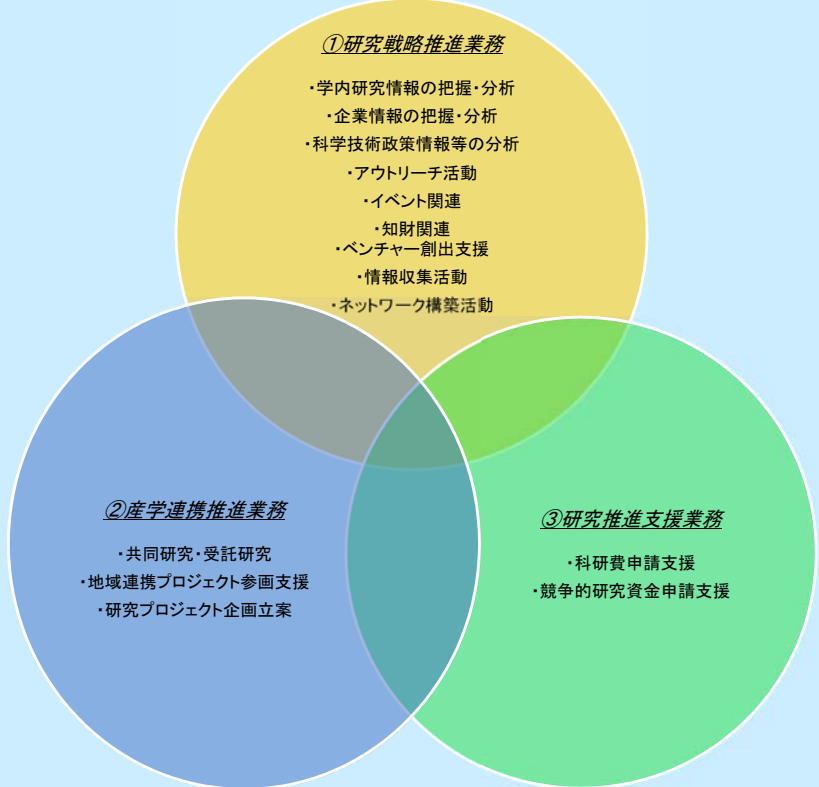 ①研究戦略推進業務
・学内研究情報の把握・分析
・企業情報の把握・分析
・科学技術政策情報等の分析
・アウトリーチ活動
・イベント関連
・知財関連
・ベンチャー創出支援
・情報収集活動
・ネットワーク構築活動
②産学連携推進業務
・共同研究・受託研究
・地域連携プロジェクト参画支援
・研究プロジェクト企画立案
③研究推進支援業務
・科研費申請支援
・競争的研究資金申請支援